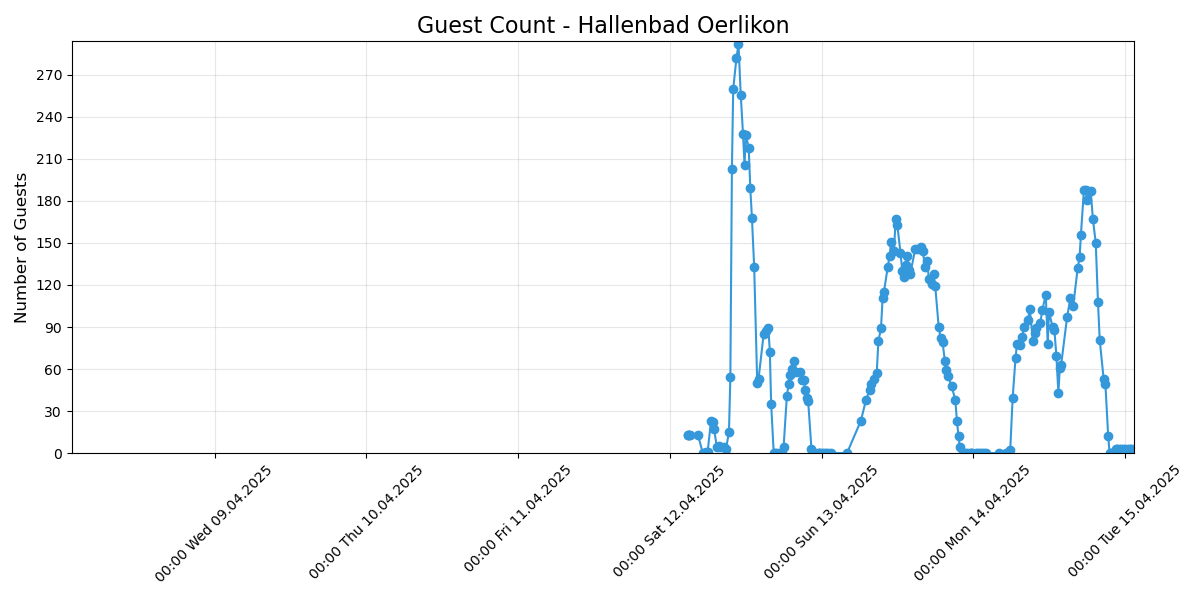 Guest Count - Hallenbad Oerlikon
Number of Guests
270
240
210
180
150
120
90
60
30
0
00:00 Wed 09.04.2025
00:00 Thu 10.04.2025
00:00 Fri 11.04.2025
00:00 Sat 12.04.2025
00:00 Sun 13.04.2025
00:00 Mon 14.04.2025
00:00 Tue 15.04.2025